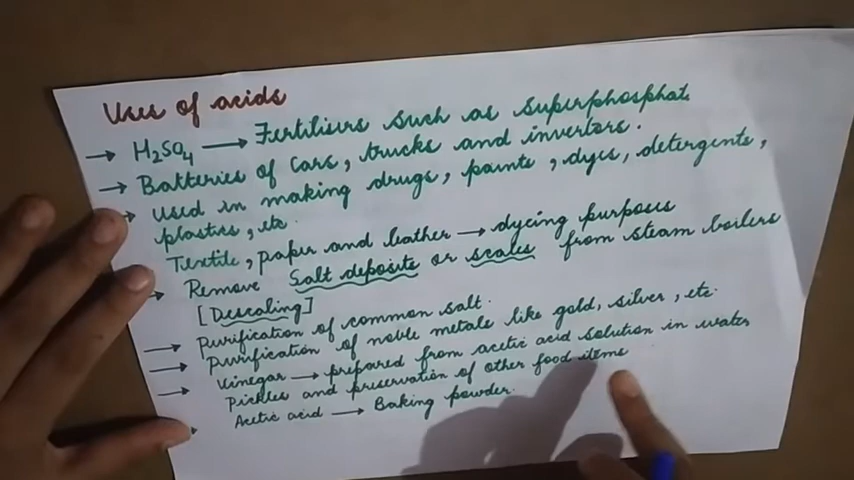 Uses of acids
→ H₂SO₄ → Fertilisers such as superphosphat
→ Batteries of cars, trucks and invertors.
→ used in making drugs, paints, dyes, detergents,
plastics, etc.
Textile, paper and leather → dyeing purposes
→ Remove salt deposits or scales from steam boilers
[Descaling]
→ Purification of common salt.
→ Purification of noble metals like gold, silver, etc.
→ Vinegar → prepared from acetic acid solution in water
Pickles and preservation of other food items
Acetic acid → Baking powder.